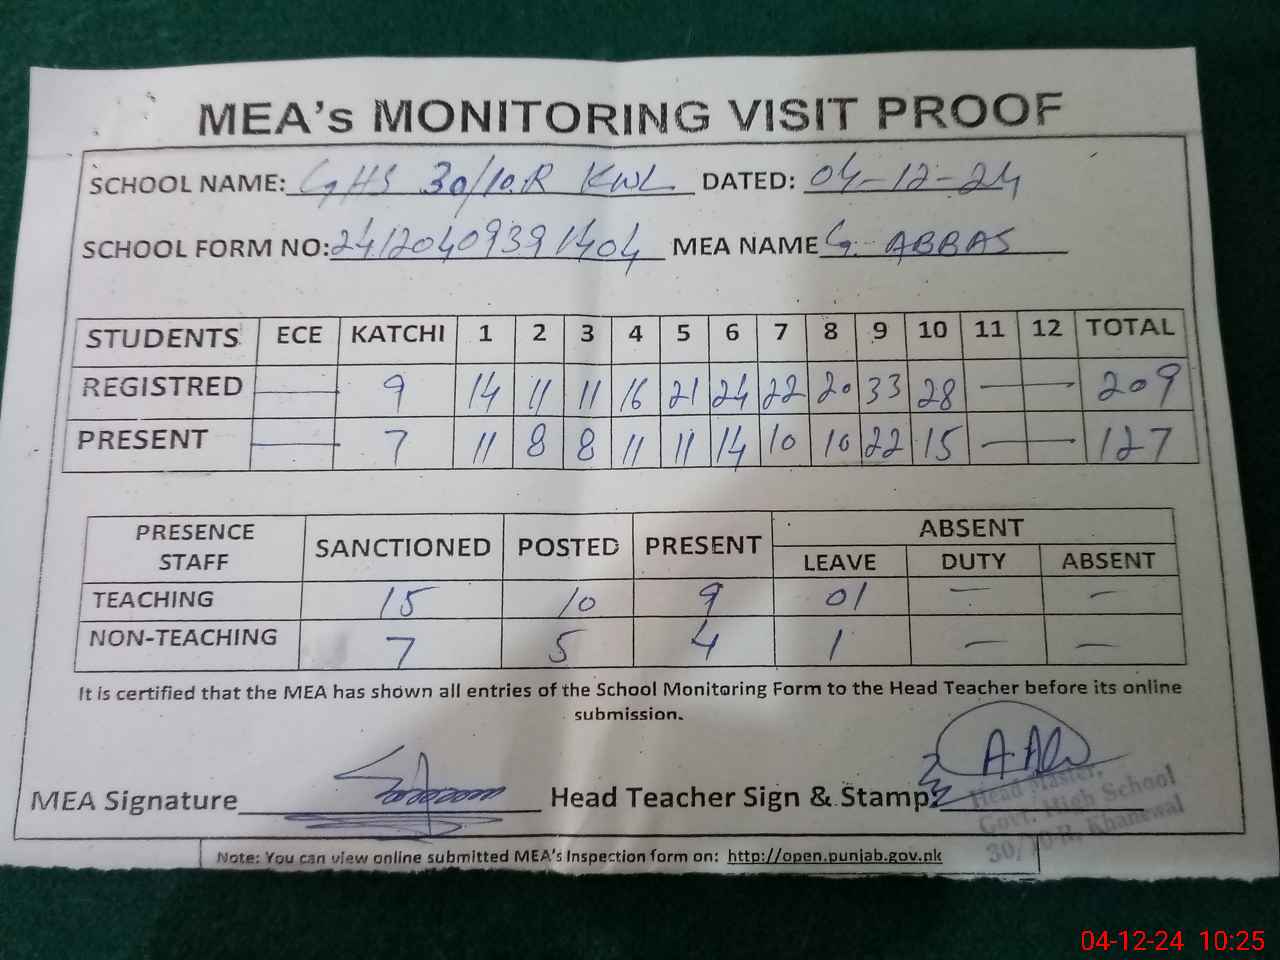 MEA's MONITORING VISIT PROOF
SCHOOL NAME: GHS 30/10.R KWL DATED: 04-12-24
SCHOOL FORM NO: 24120409391404 MEA NAME G. ABBAS
STUDENTS ECE KATCHI 1 2 3 4 5 6 7 8 9 10 11 12 TOTAL
REGISTRED — 9 14 11 11 16 21 24 22 20 33 28 — 209
PRESENT — 7 11 8 8 11 11 14 10 10 22 15 — 127
PRESENCE STAFF SANCTIONED POSTED PRESENT ABSENT
LEAVE DUTY ABSENT
TEACHING 15 10 9 01 — —
NON-TEACHING 7 5 4 1 — —
It is certified that the MEA has shown all entries of the School Monitoring Form to the Head Teacher before its online
submission.
MEA Signature Head Teacher Sign & Stamp:
Head Master,
Govt. High School
30/10 R, Khanewal
Note: You can view online submitted MEA's Inspection form on: http://open.punjab.gov.pk
04-12-24 10:25